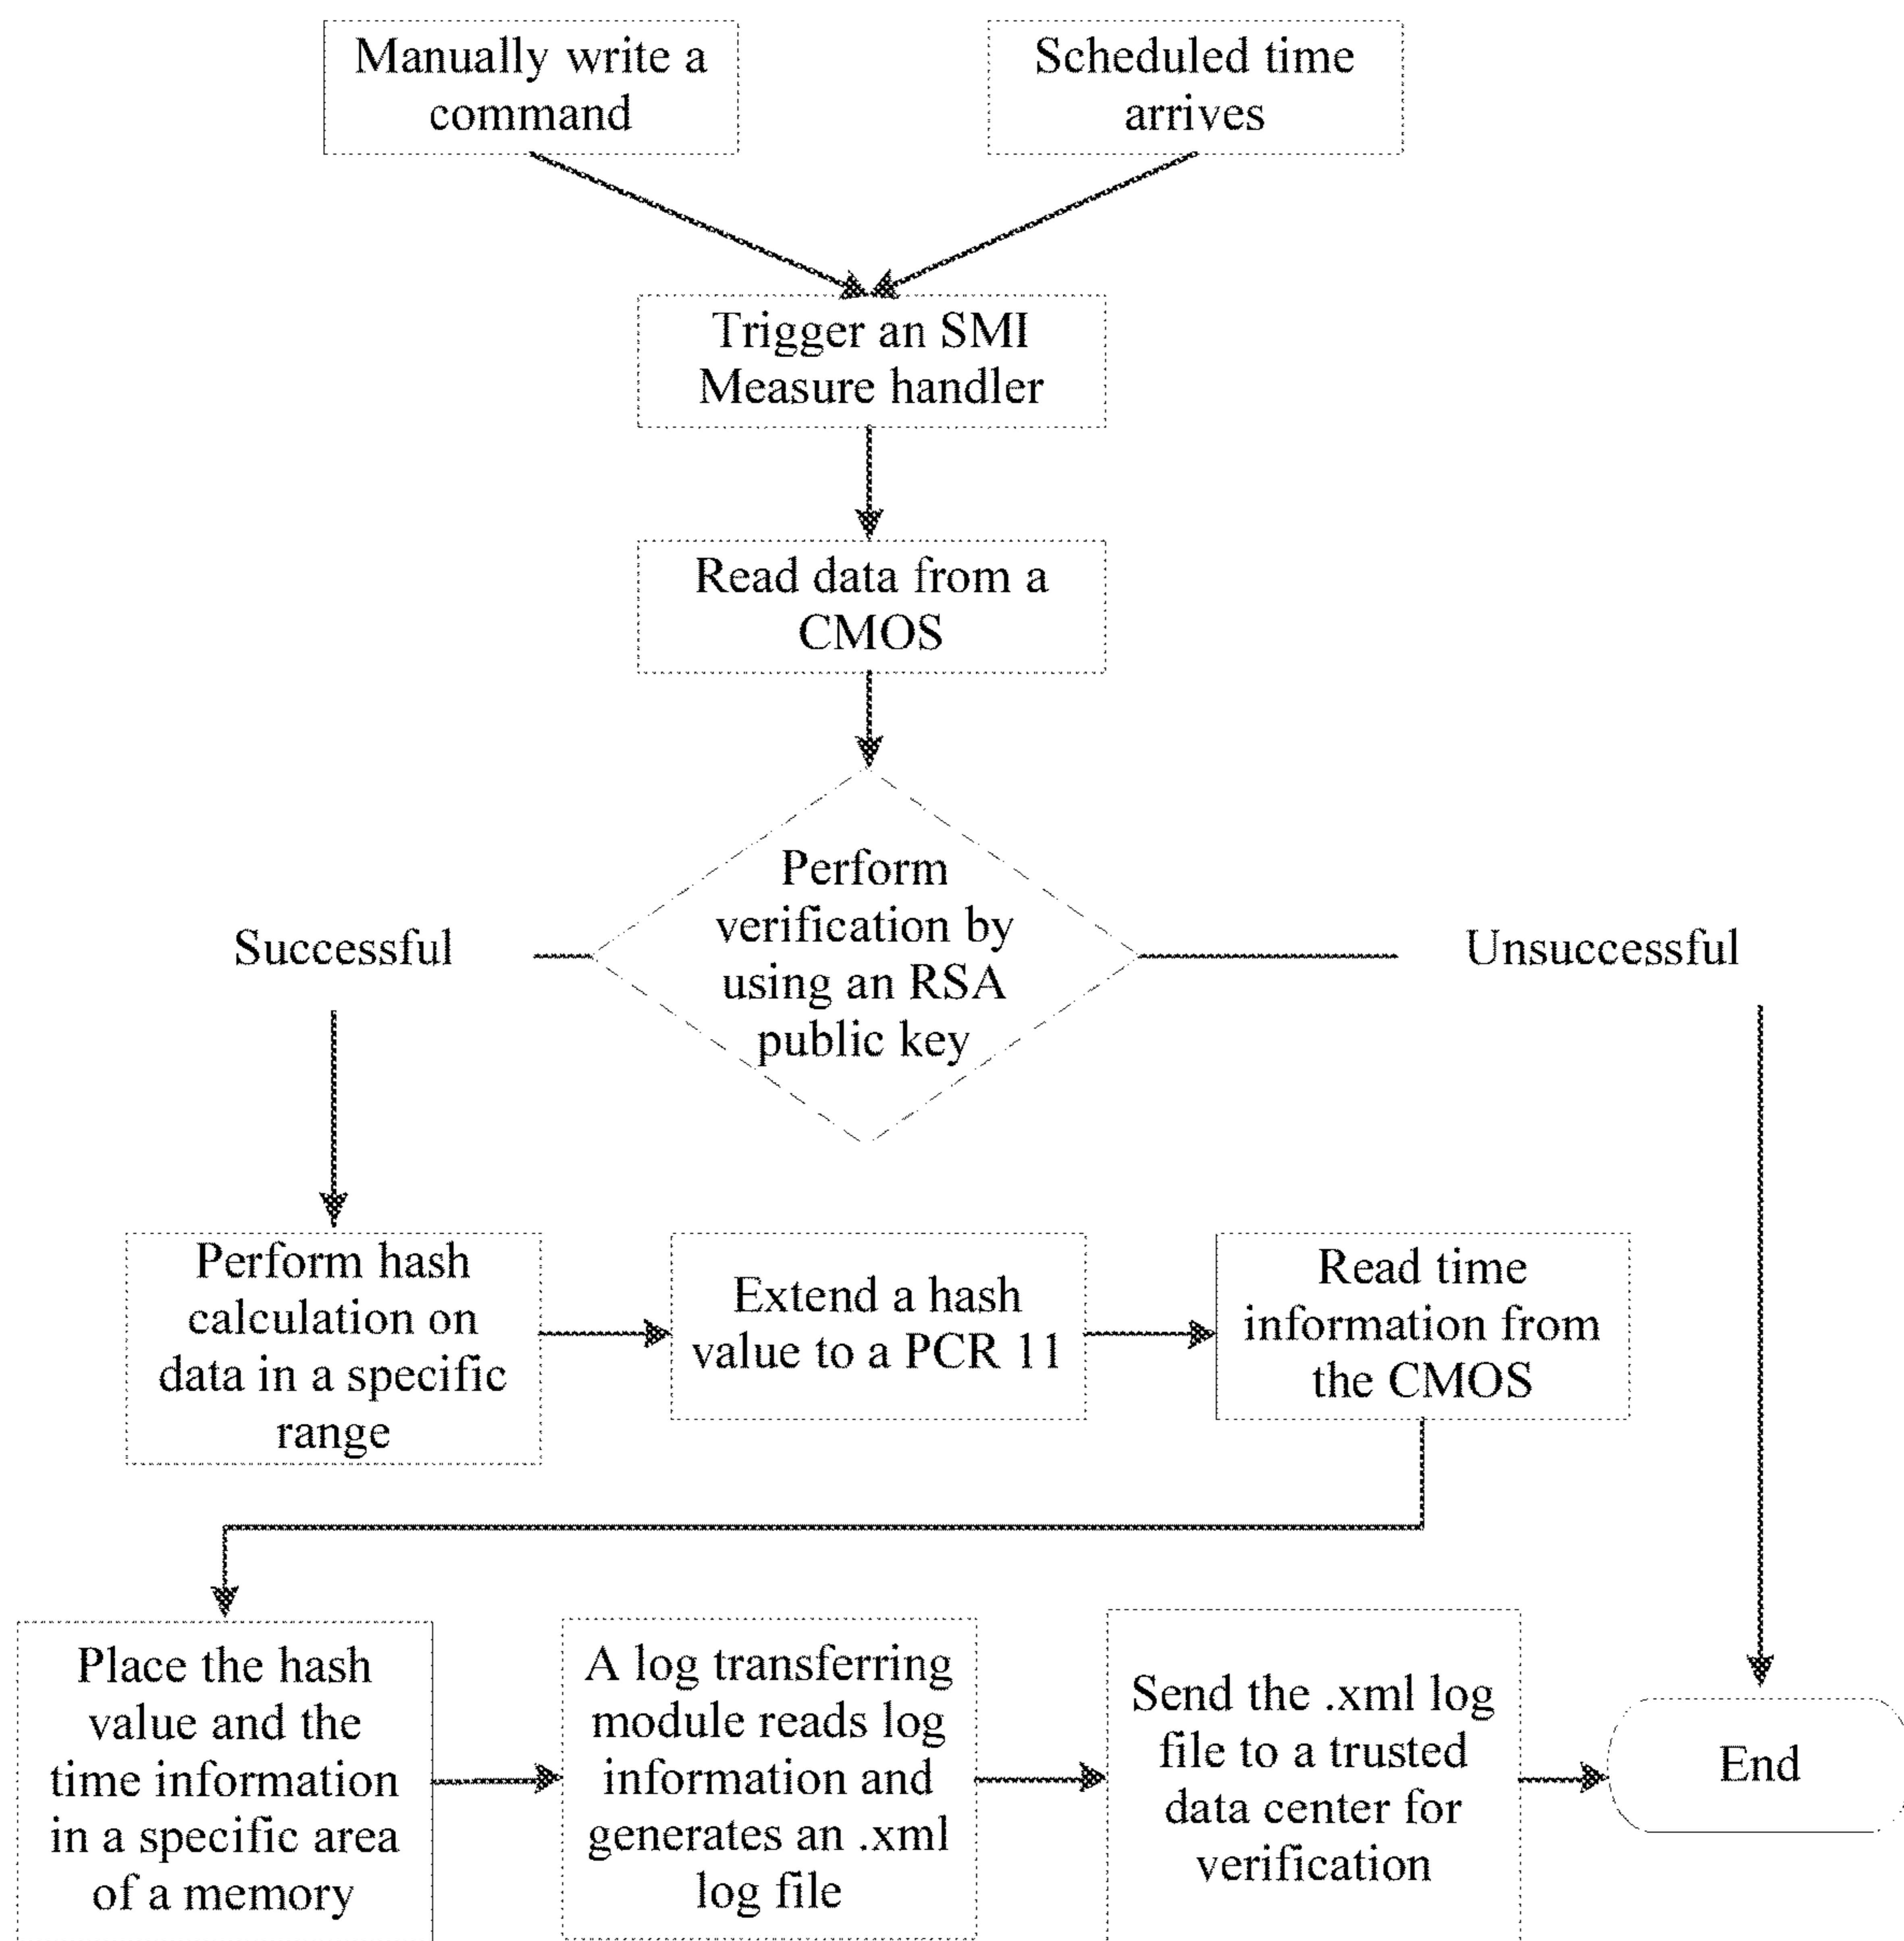 Manually write a
command
Scheduled time
arrives
Trigger an SMI
Measure handler
Read data from a
CMOS
Perform
verification by
using an RSA
public key
Successful
Unsuccessful
Perform hash
calculation on
data in a specific
range
Extend a hash
value to a PCR 11
Read time
information from
the CMOS
Place the hash
value and the
time information
in a specific area
of a memory
A log transferring
module reads log
information and
generates an .xml
log file
Send the .xml log
file to a trusted
data center for
verification
End